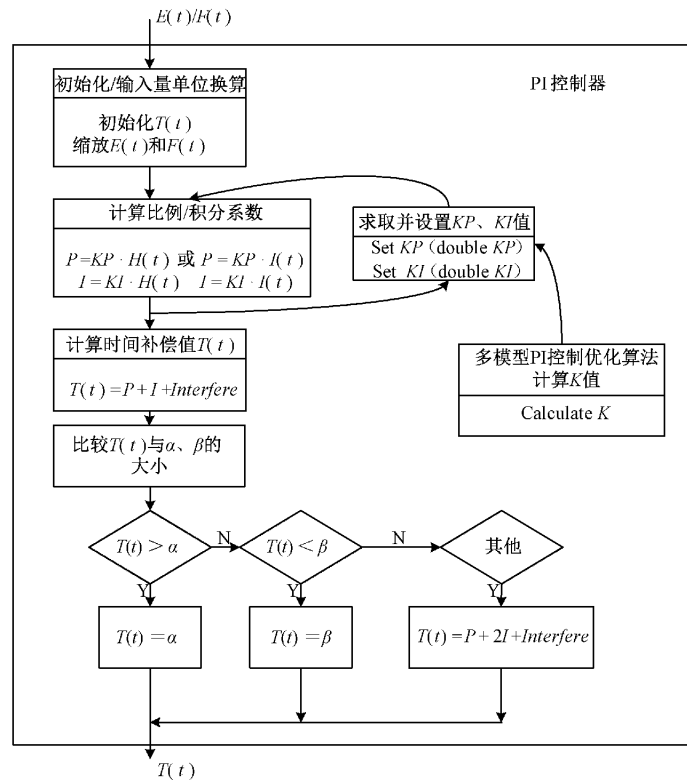 E(t)/F(t)
PI控制器
初始化/输入量单位换算
初始化T(t)
缩放E(t)和F(t)
计算比例/积分系数
P=KP·H(t) 或 P=KP·I(t)
I=KI·H(t) I=KI·I(t)
求取并设置KP、KI值
Set KP(double KP)
Set KI(double KI)
计算时间补偿值T(t)
T(t)=P+I+Interfere
多模型PI控制优化算法
计算K值
Calculate K
比较T(t)与α、β的
大小
T(t)>α
N
T(t)<β
N
其他
Y
Y
Y
T(t)=α
T(t)=β
T(t)=P+2I+Interfere
T(t)